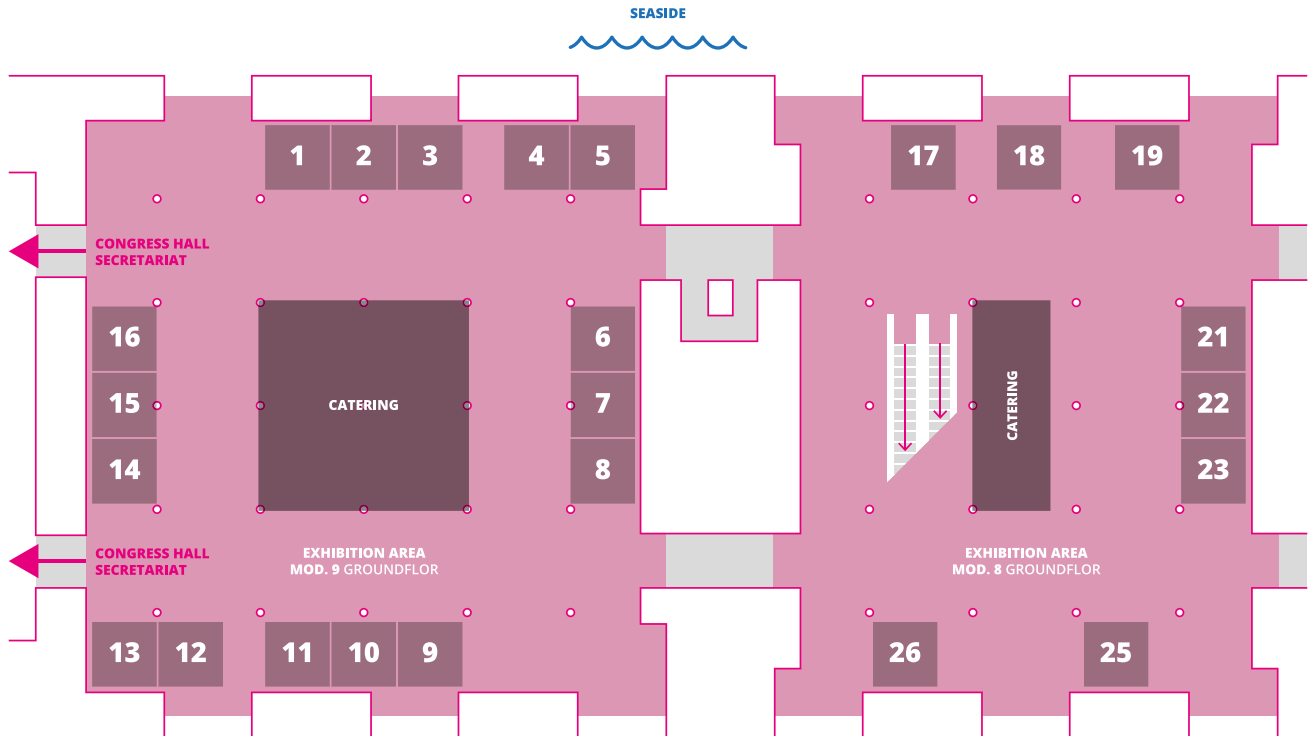 SEASIDE
1 2 3 4 5 17 18 19
CONGRESS HALL
SECRETARIAT
16 6 21
15 CATERING 7 CATERING 22
14 8 23
CONGRESS HALL
SECRETARIAT
EXHIBITION AREA
MOD. 9 GROUNDFLOR
EXHIBITION AREA
MOD. 8 GROUNDFLOR
13 12 11 10 9 26 25